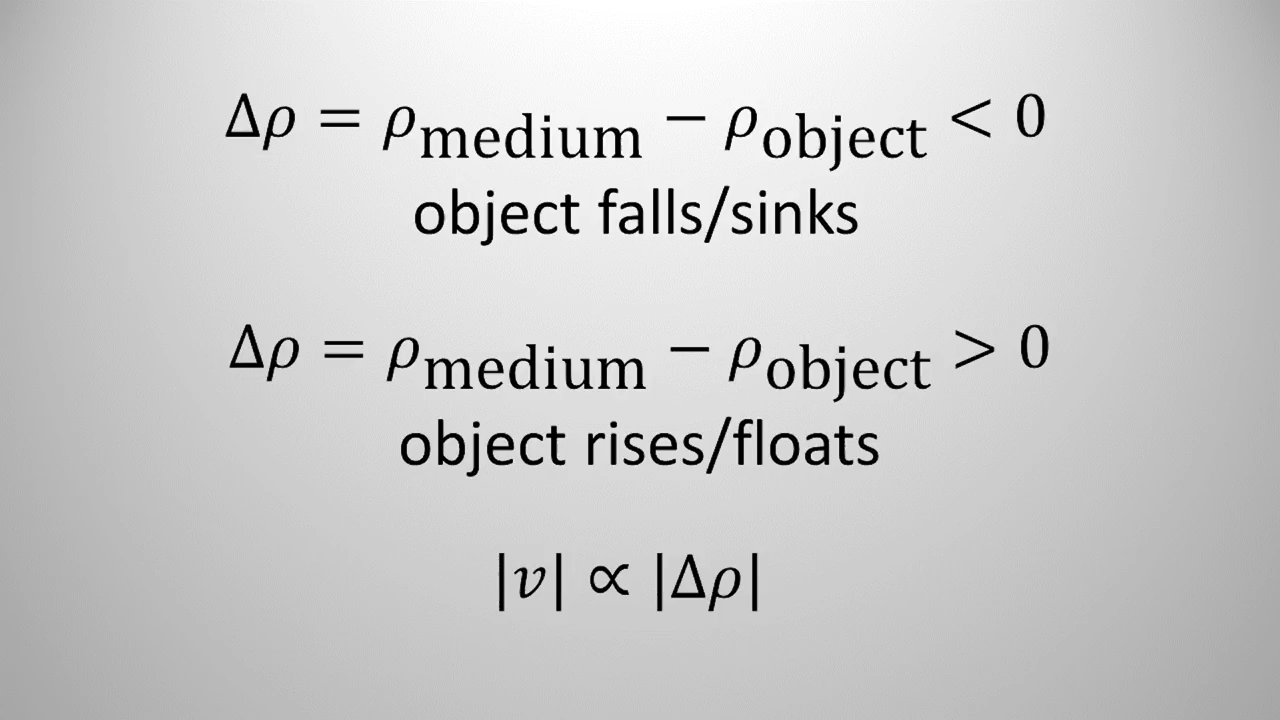 Δρ = ρ_medium − ρ_object < 0
object falls/sinks
Δρ = ρ_medium − ρ_object > 0
object rises/floats
|v| ∝ |Δρ|